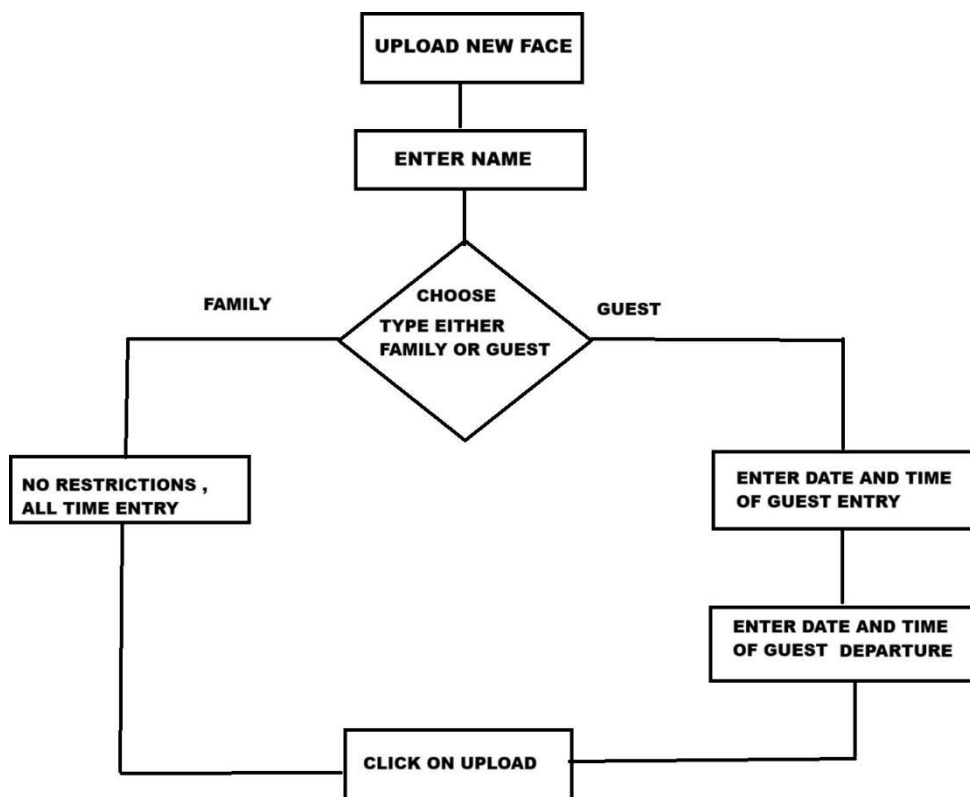 UPLOAD NEW FACE
ENTER NAME
CHOOSE
TYPE EITHER
FAMILY OR GUEST
FAMILY
GUEST
NO RESTRICTIONS ,
ALL TIME ENTRY
ENTER DATE AND TIME
OF GUEST ENTRY
ENTER DATE AND TIME
OF GUEST DEPARTURE
CLICK ON UPLOAD